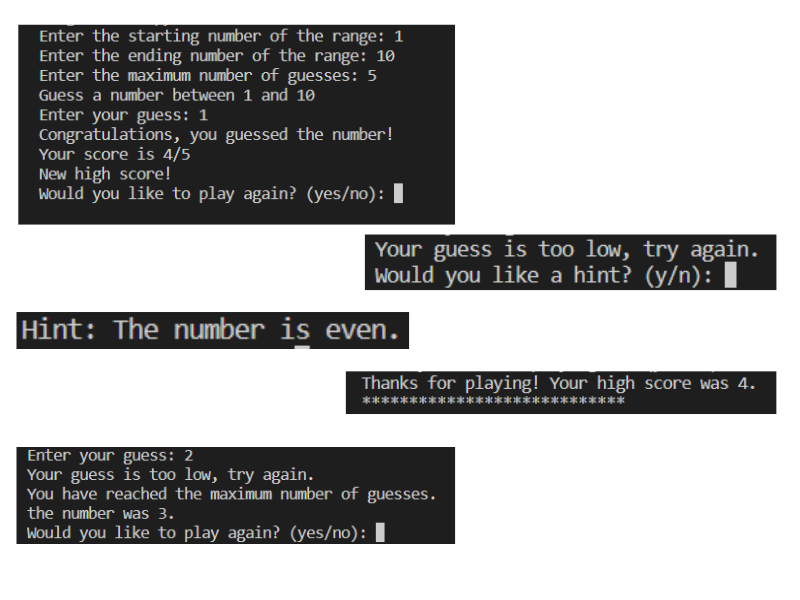 Enter the starting number of the range: 1
Enter the ending number of the range: 10
Enter the maximum number of guesses: 5
Guess a number between 1 and 10
Enter your guess: 1
Congratulations, you guessed the number!
Your score is 4/5
New high score!
Would you like to play again? (yes/no):
Your guess is too low, try again.
Would you like a hint? (y/n):
Hint: The number is even.
Thanks for playing! Your high score was 4.
****************************
Enter your guess: 2
Your guess is too low, try again.
You have reached the maximum number of guesses.
the number was 3.
Would you like to play again? (yes/no):